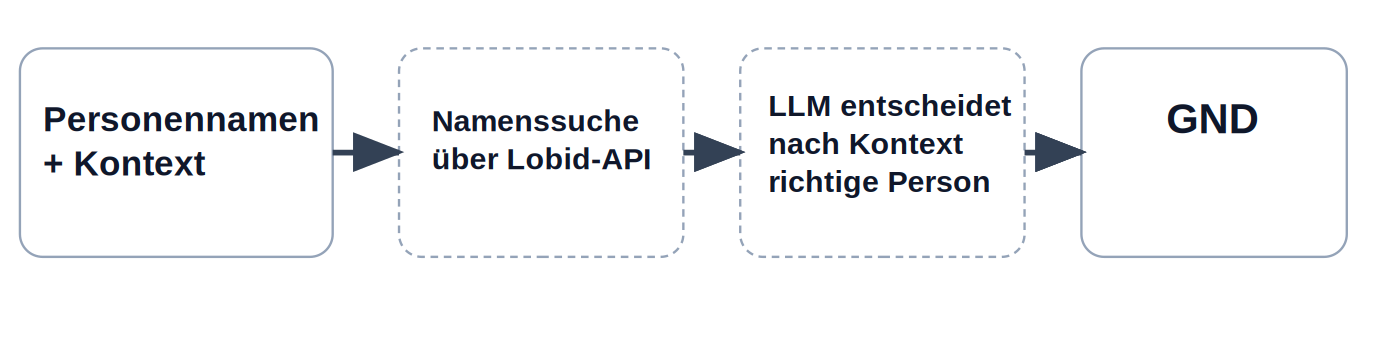 Personennamen
+ Kontext
Namenssuche
über Lobid-API
LLM entscheidet
nach Kontext
richtige Person
GND